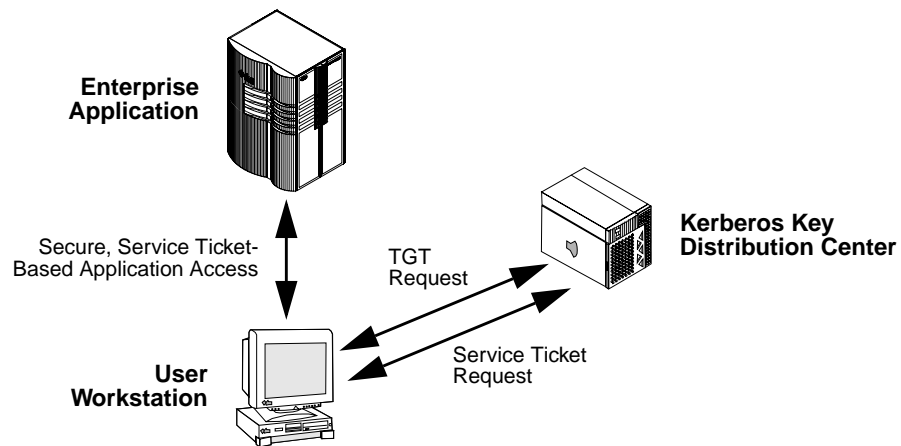 Enterprise
Application
Kerberos Key
Distribution Center
Secure, Service Ticket-
Based Application Access
TGT
Request
Service Ticket
Request
User
Workstation